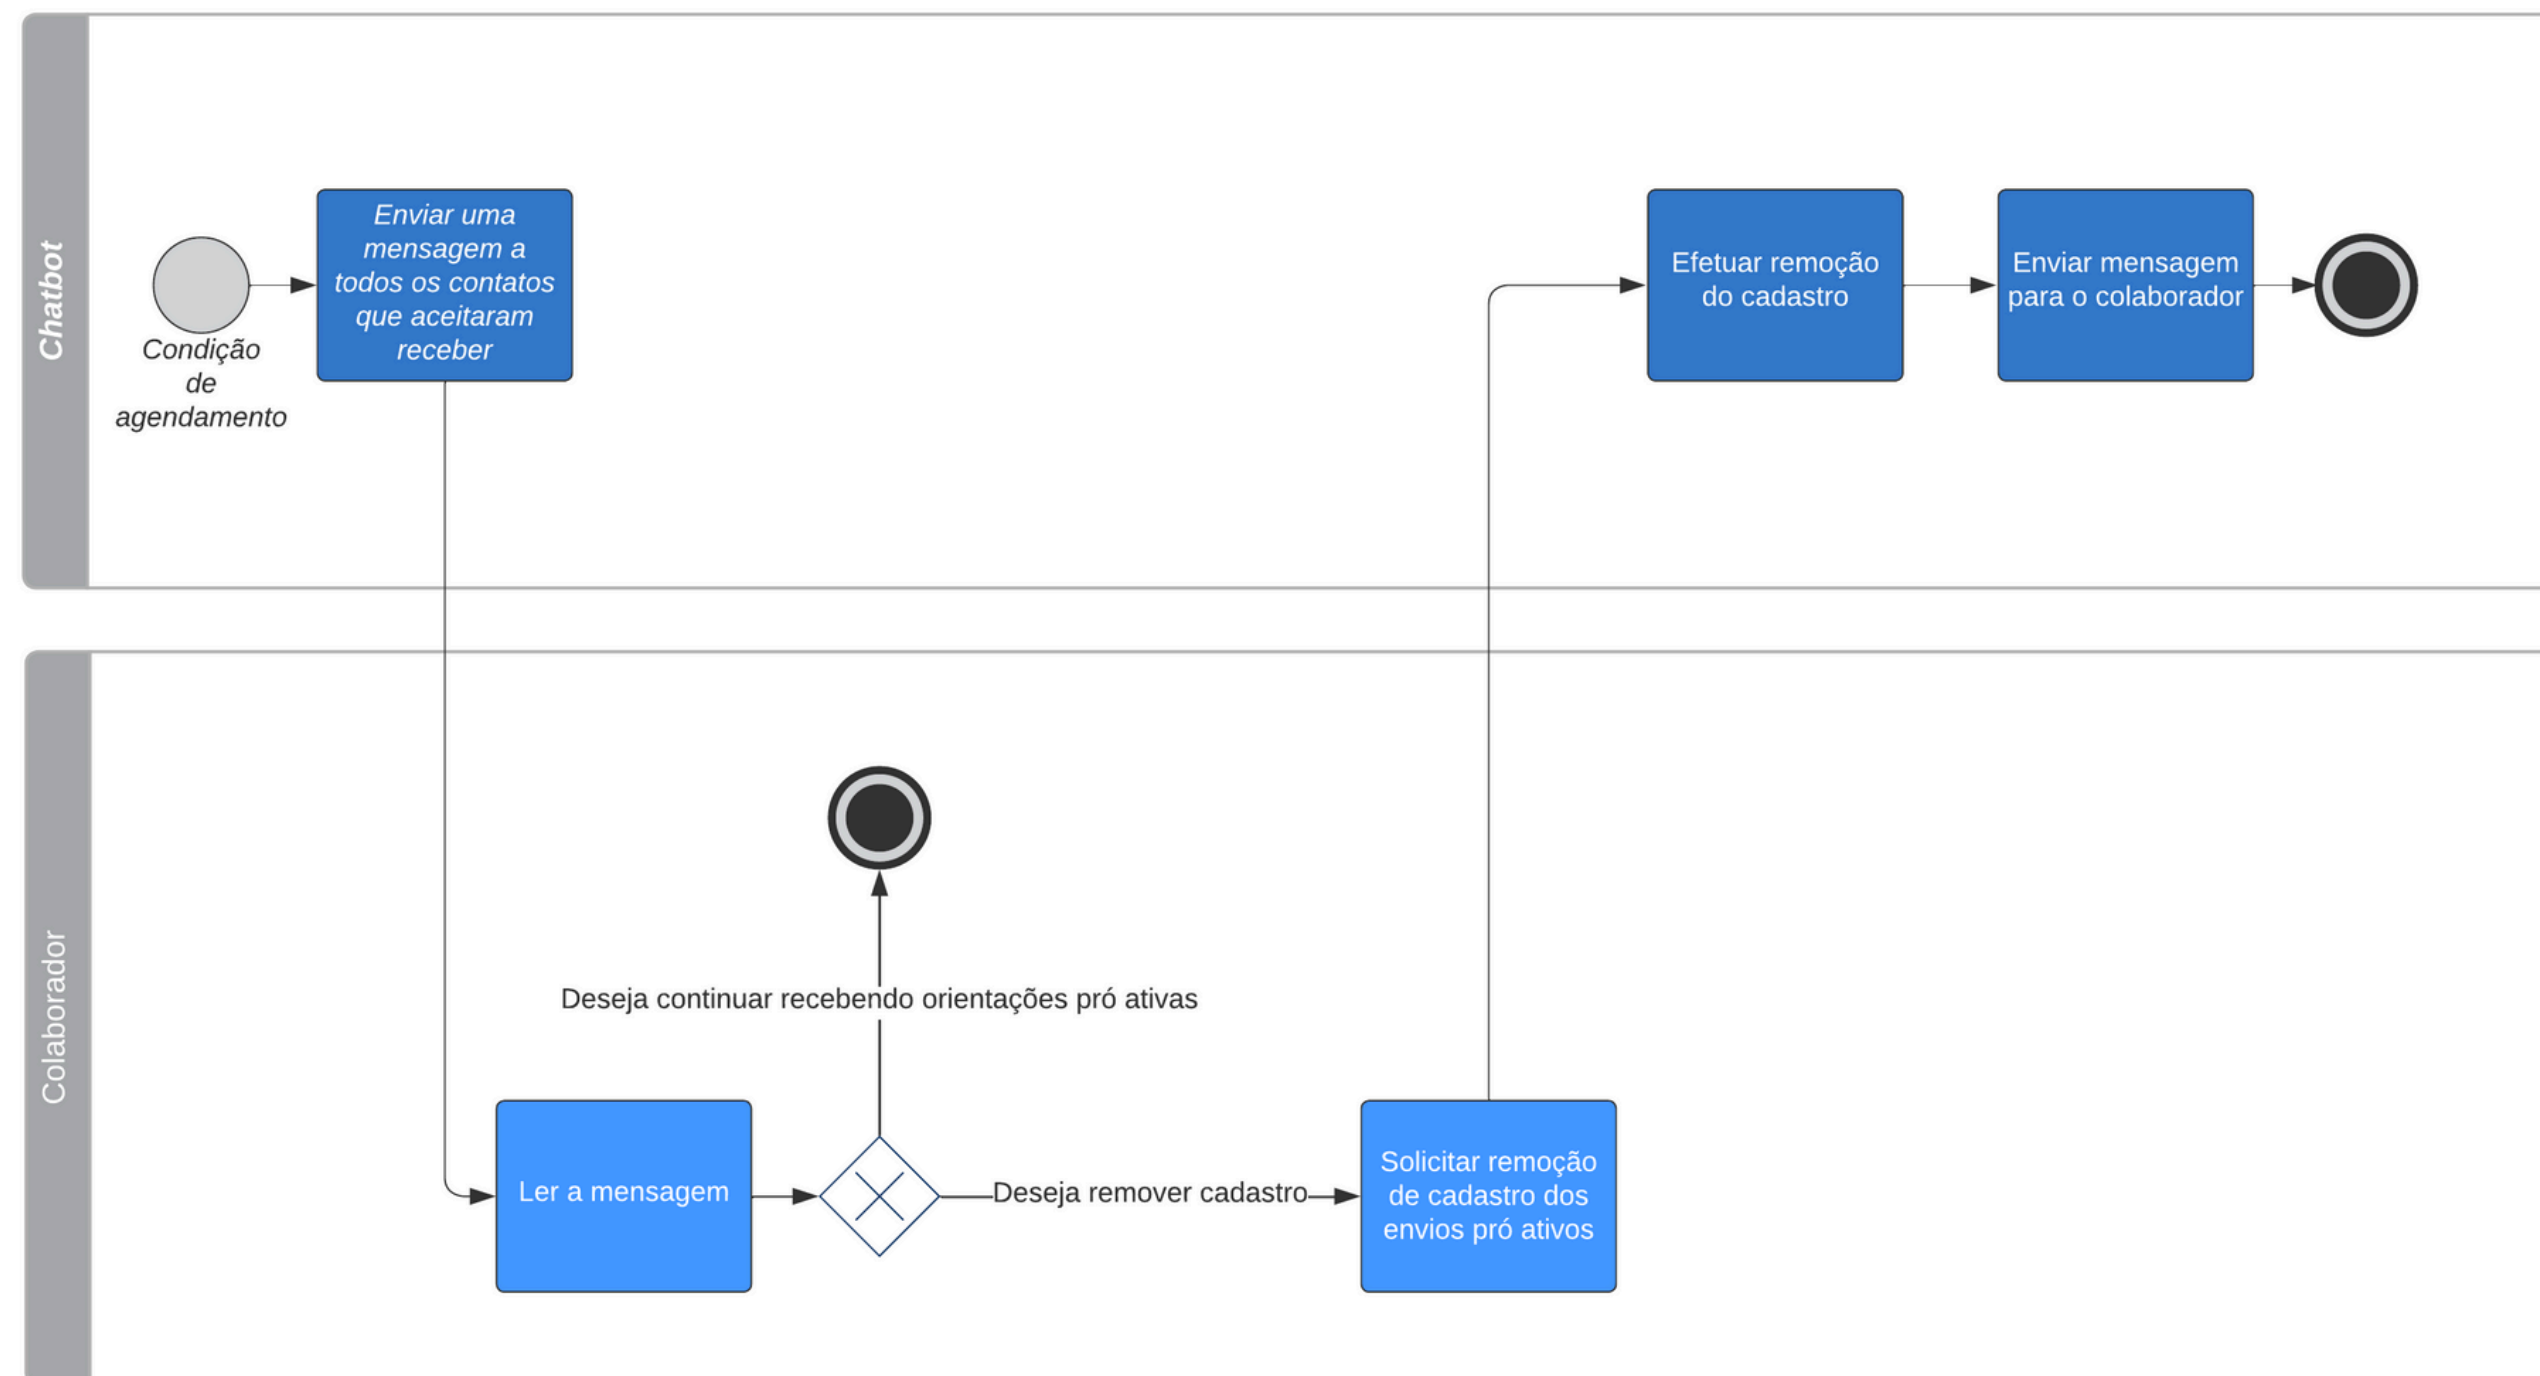 Chatbot
Condição
de
agendamento
Enviar uma
mensagem a
todos os contatos
que aceitaram
receber
Efetuar remoção
do cadastro
Enviar mensagem
para o colaborador
Colaborador
Deseja continuar recebendo orientações pró ativas
Ler a mensagem
Deseja remover cadastro
Solicitar remoção
de cadastro dos
envios pró ativos